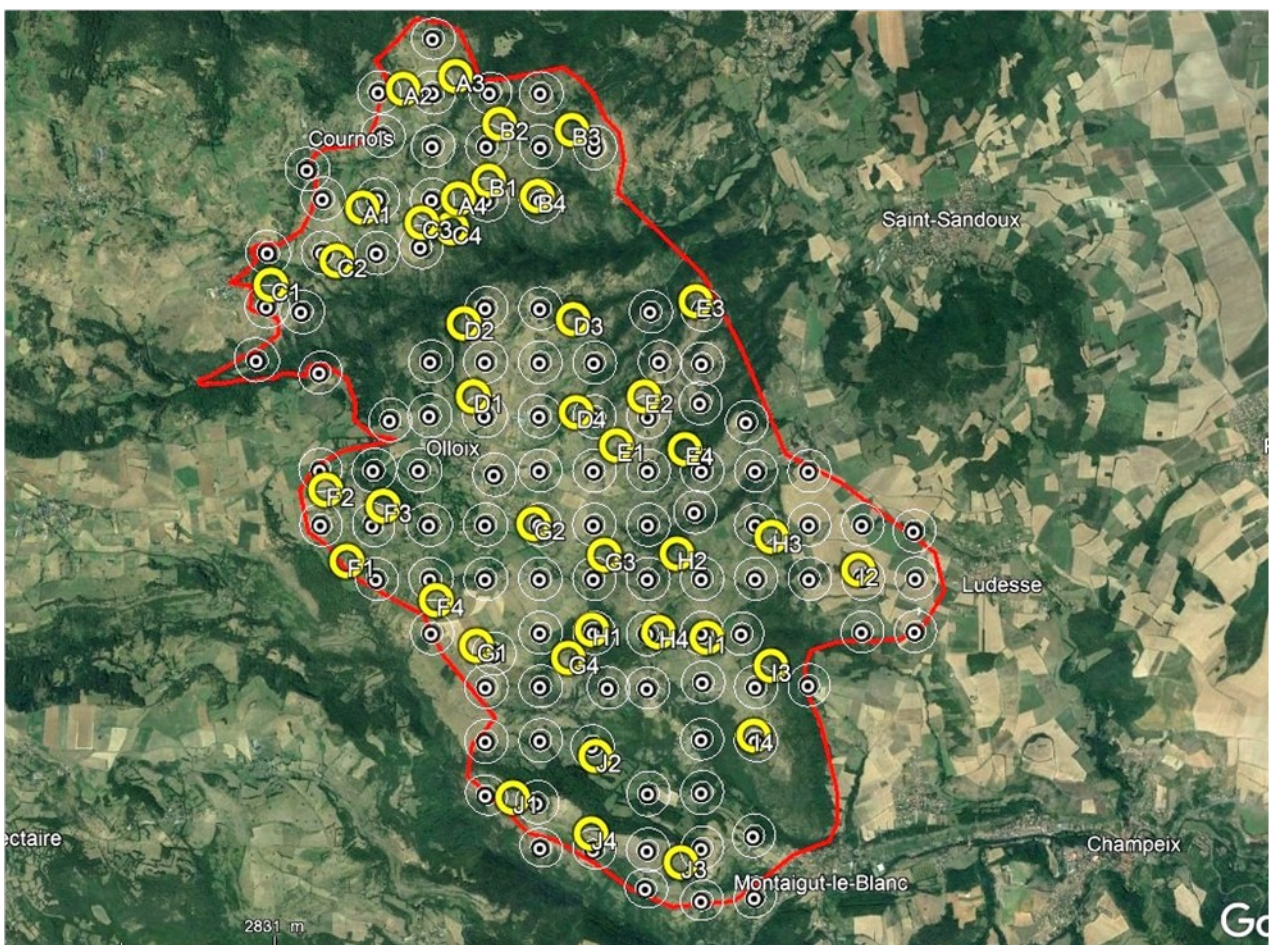 A3
A2
B2
B3
Cournois
B1
A4
B4
A1
C3
C4
Saint-Sandoux
C2
C1
E3
D2
D3
D1
E2
D4
Olloix
E1
E4
F2
F3
G2
H3
G3
H2
F1
I2
Ludesse
F4
H1
H4
I1
G1
G4
I3
I4
J2
J1
J4
ectaire
Champeix
J3
Montaigut-le-Blanc
2831 m
Go